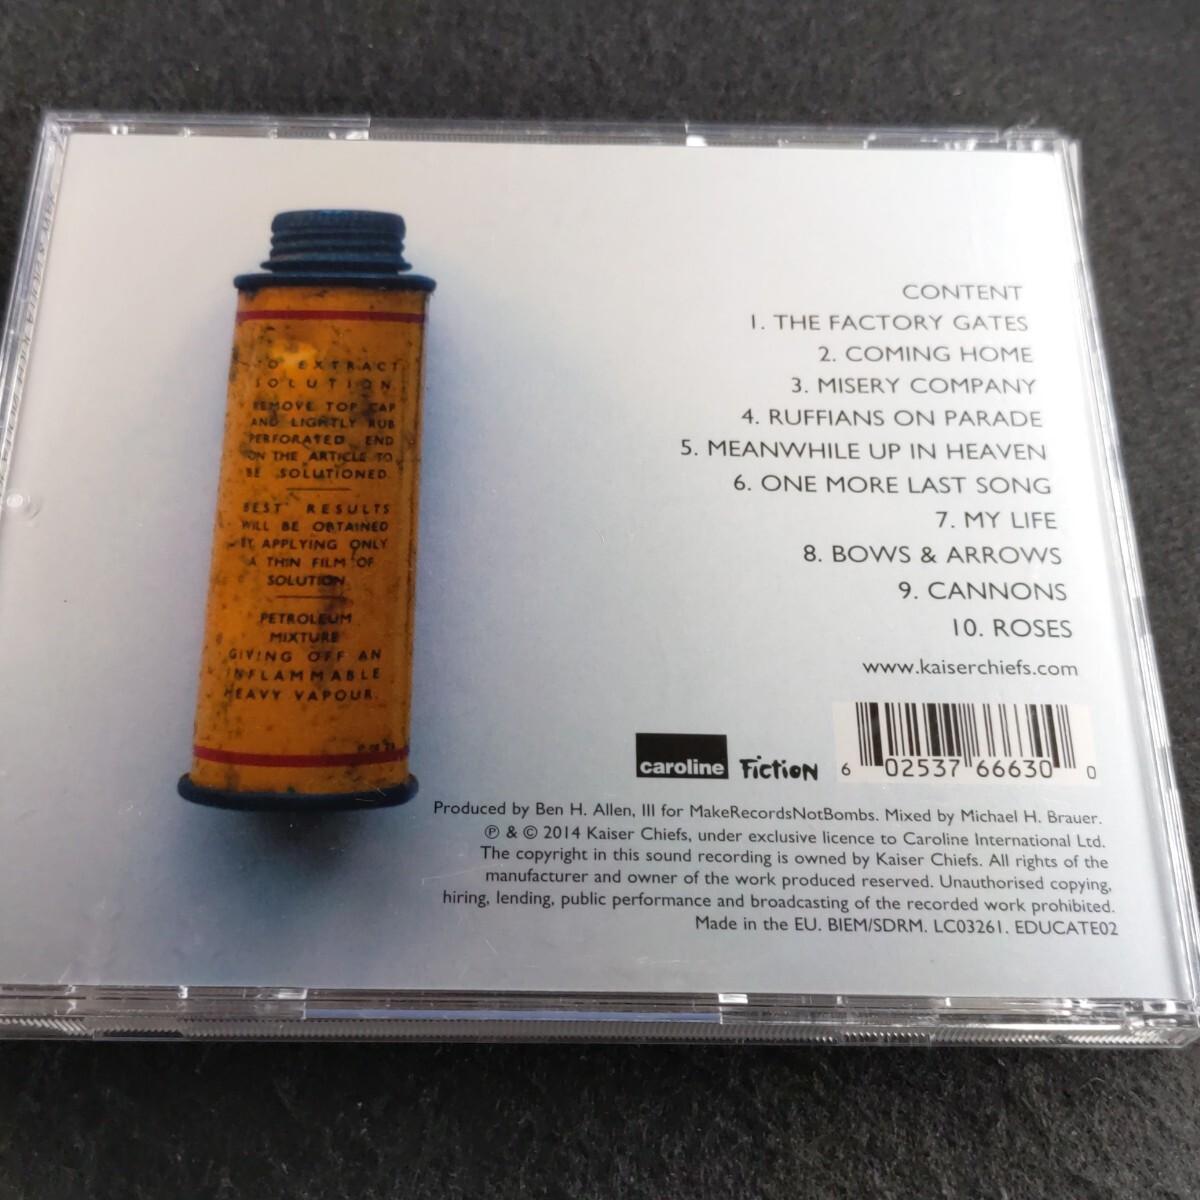 TO EXTRACT
SOLUTION
REMOVE TOP CAP
AND LIGHTLY RUB
PERFORATED END
ON THE ARTICLE TO
BE SOLUTIONED
BEST RESULTS
WILL BE OBTAINED
BY APPLYING ONLY
A THIN FILM OF
SOLUTION
PETROLEUM
MIXTURE
GIVING OFF AN
INFLAMMABLE
HEAVY VAPOUR.
CONTENT
1. THE FACTORY GATES
2. COMING HOME
3. MISERY COMPANY
4. RUFFIANS ON PARADE
5. MEANWHILE UP IN HEAVEN
6. ONE MORE LAST SONG
7. MY LIFE
8. BOWS & ARROWS
9. CANNONS
10. ROSES
www.kaiserchiefs.com
caroline FICTION
6 02537 66630 0
Produced by Ben H. Allen, III for MakeRecordsNotBombs. Mixed by Michael H. Brauer.
℗ & © 2014 Kaiser Chiefs, under exclusive licence to Caroline International Ltd.
The copyright in this sound recording is owned by Kaiser Chiefs. All rights of the
manufacturer and owner of the work produced reserved. Unauthorised copying,
hiring, lending, public performance and broadcasting of the recorded work prohibited.
Made in the EU. BIEM/SDRM. LC03261. EDUCATE02